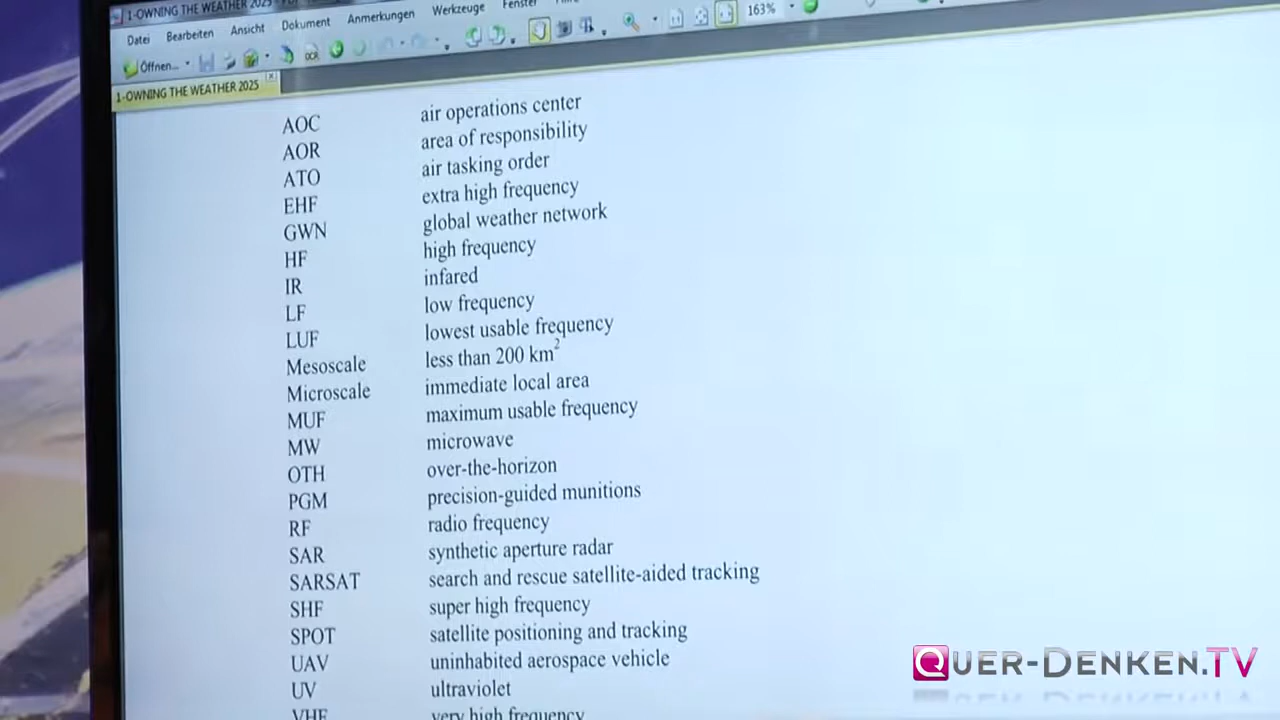 1-OWNING THE WEATHER 2025
Datei Bearbeiten Ansicht Dokument Anmerkungen Werkzeuge Fenster
Öffnen... OCR 163%
1-OWNING THE WEATHER 2025
AOC air operations center
AOR area of responsibility
ATO air tasking order
EHF extra high frequency
GWN global weather network
HF high frequency
IR infared
LF low frequency
LUF lowest usable frequency
Mesoscale less than 200 km²
Microscale immediate local area
MUF maximum usable frequency
MW microwave
OTH over-the-horizon
PGM precision-guided munitions
RF radio frequency
SAR synthetic aperture radar
SARSAT search and rescue satellite-aided tracking
SHF super high frequency
SPOT satellite positioning and tracking
UAV uninhabited aerospace vehicle
UV ultraviolet
VHF very high frequency
QUER-DENKEN.TV